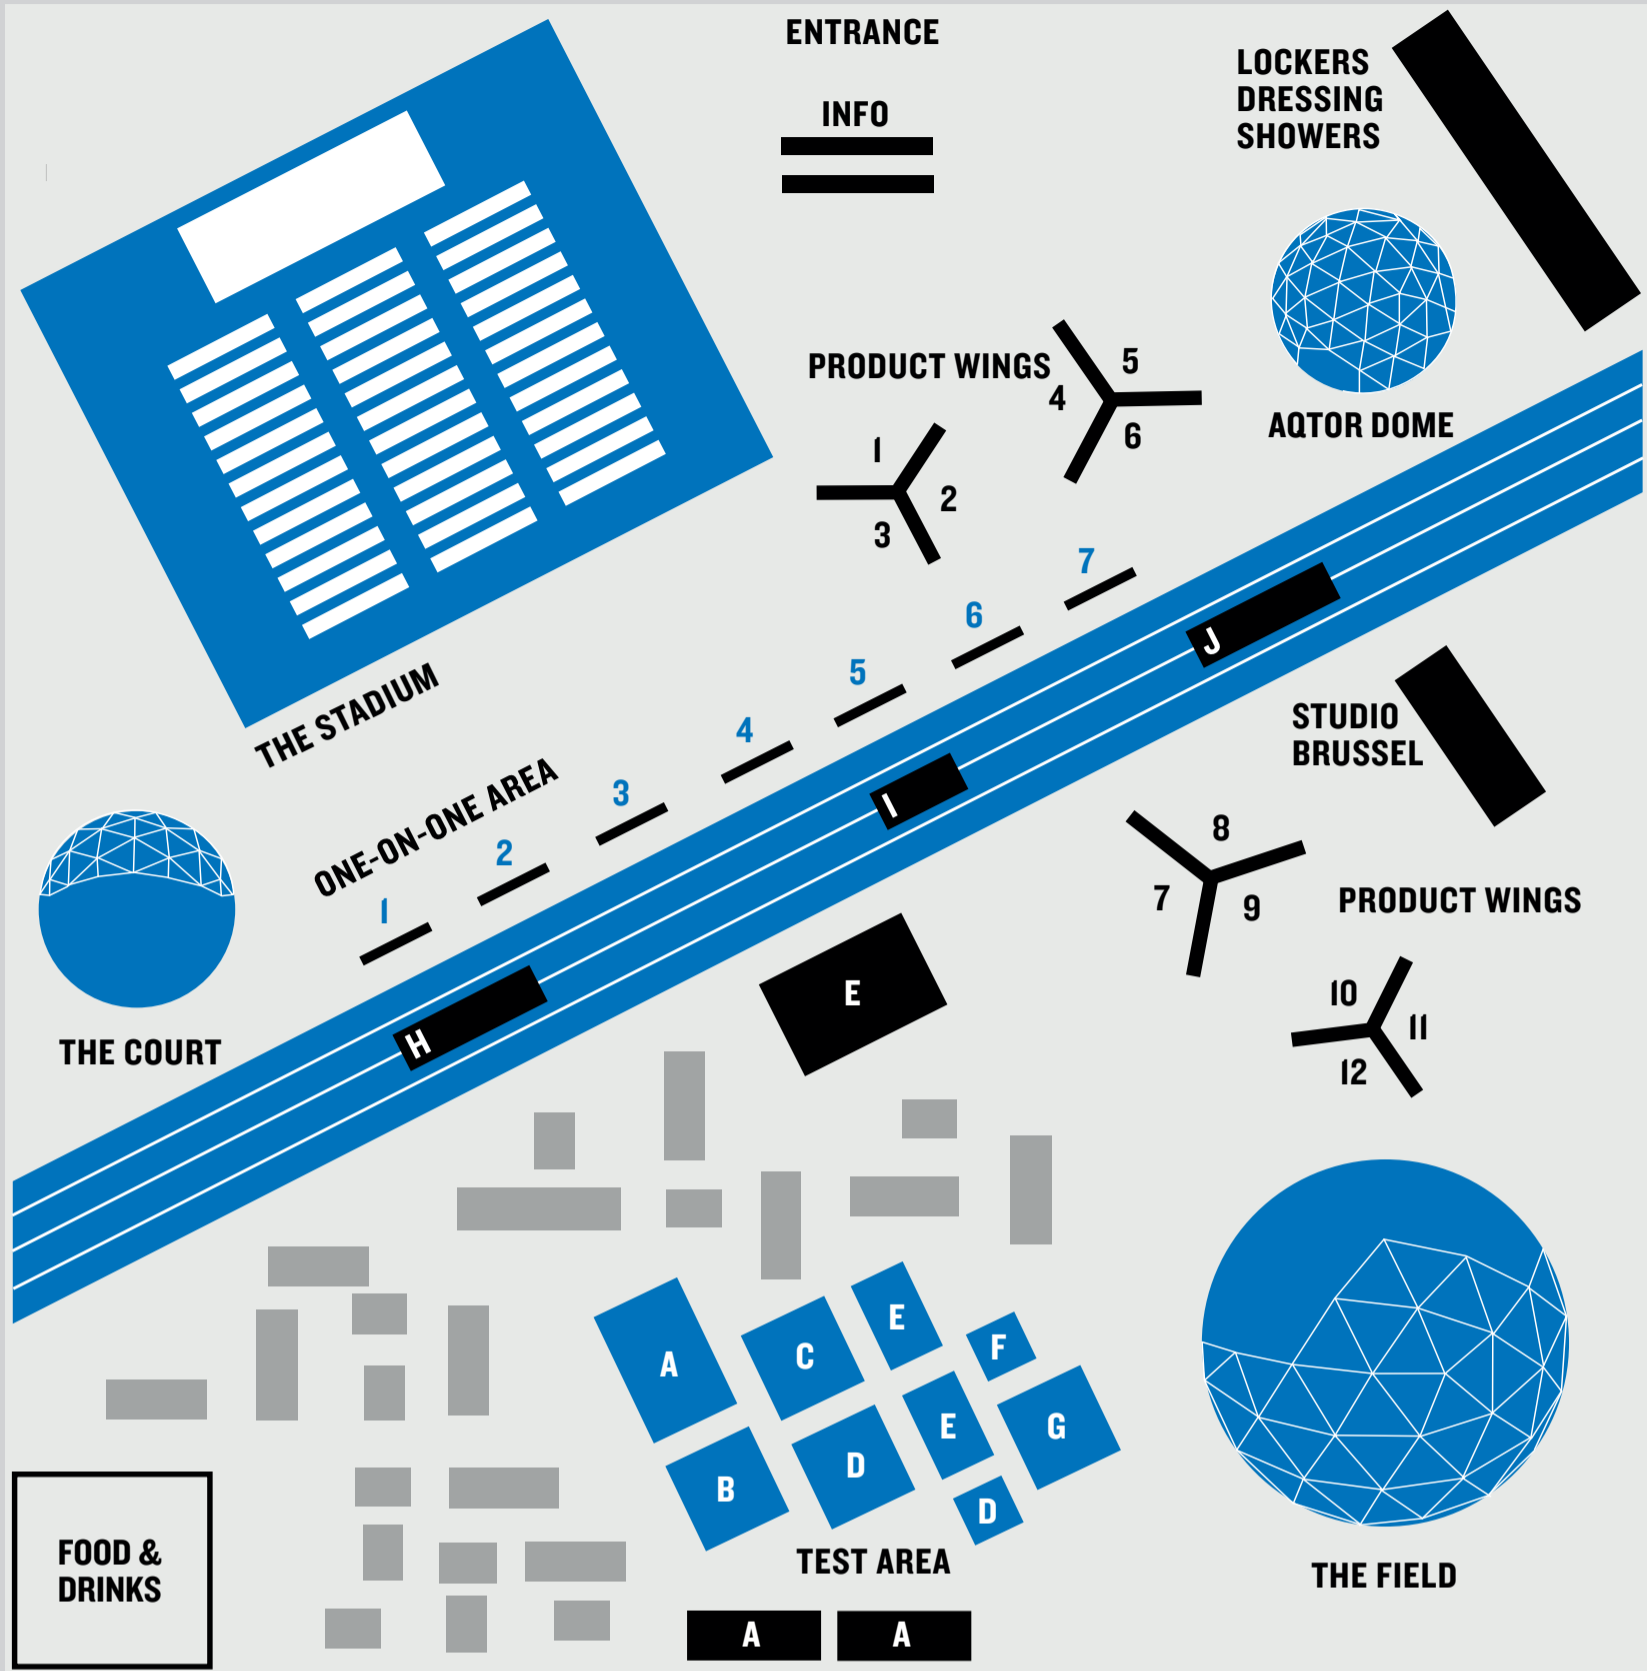 ENTRANCE
INFO
LOCKERS
DRESSING
SHOWERS
AQTOR DOME
PRODUCT WINGS
5
4
6
1
2
3
THE STADIUM
ONE-ON-ONE AREA
1
2
3
4
5
6
7
J
I
H
THE COURT
STUDIO
BRUSSEL
8
7
9
PRODUCT WINGS
10
11
12
E
A
C
E
F
B
D
E
G
D
TEST AREA
A
A
FOOD &
DRINKS
THE FIELD